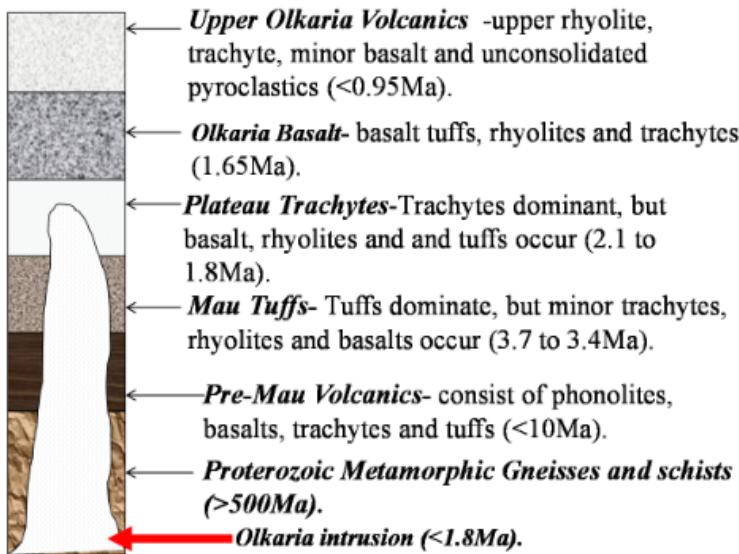 Upper Olkaria Volcanics -upper rhyolite,
trachyte, minor basalt and unconsolidated
pyroclastics (<0.95Ma).
Olkaria Basalt- basalt tuffs, rhyolites and trachytes
(1.65Ma).
Plateau Trachytes-Trachytes dominant, but
basalt, rhyolites and and tuffs occur (2.1 to
1.8Ma).
Mau Tuffs- Tuffs dominate, but minor trachytes,
rhyolites and basalts occur (3.7 to 3.4Ma).
Pre-Mau Volcanics- consist of phonolites,
basalts, trachytes and tuffs (<10Ma).
Proterozoic Metamorphic Gneisses and schists
(>500Ma).
Olkaria intrusion (<1.8Ma).